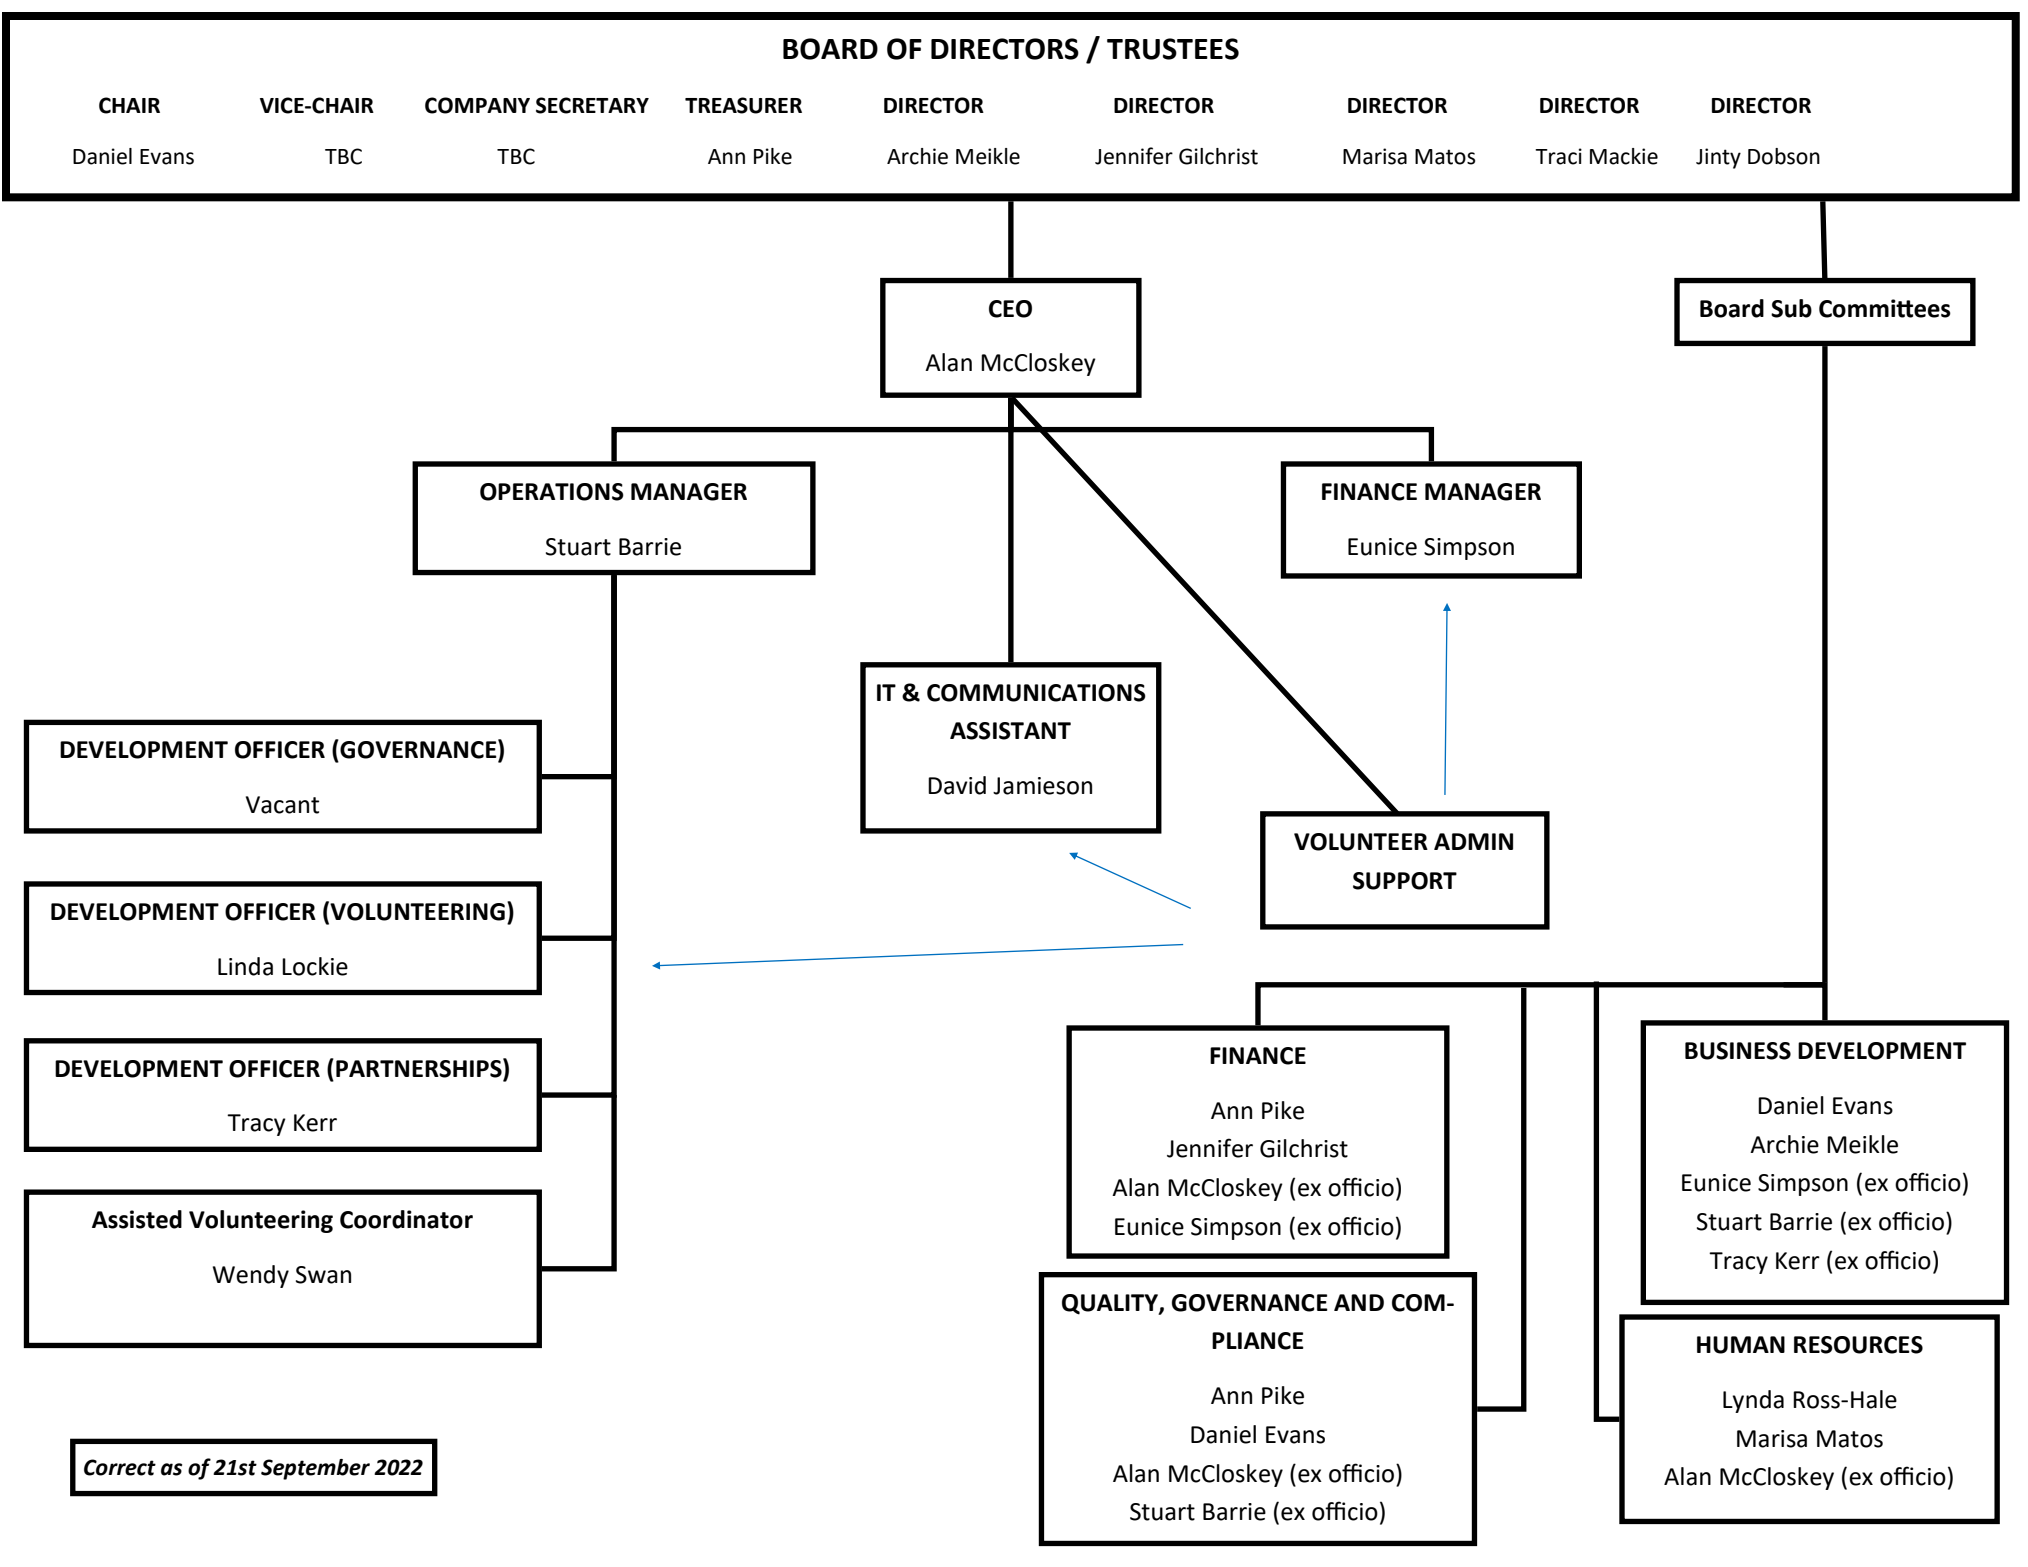 BOARD OF DIRECTORS / TRUSTEES
CHAIR VICE-CHAIR COMPANY SECRETARY TREASURER DIRECTOR DIRECTOR DIRECTOR DIRECTOR DIRECTOR
Daniel Evans TBC TBC Ann Pike Archie Meikle Jennifer Gilchrist Marisa Matos Traci Mackie Jinty Dobson
CEO
Alan McCloskey
Board Sub Committees
OPERATIONS MANAGER
Stuart Barrie
FINANCE MANAGER
Eunice Simpson
IT & COMMUNICATIONS
ASSISTANT
David Jamieson
VOLUNTEER ADMIN
SUPPORT
DEVELOPMENT OFFICER (GOVERNANCE)
Vacant
DEVELOPMENT OFFICER (VOLUNTEERING)
Linda Lockie
DEVELOPMENT OFFICER (PARTNERSHIPS)
Tracy Kerr
Assisted Volunteering Coordinator
Wendy Swan
FINANCE
Ann Pike
Jennifer Gilchrist
Alan McCloskey (ex officio)
Eunice Simpson (ex officio)
BUSINESS DEVELOPMENT
Daniel Evans
Archie Meikle
Eunice Simpson (ex officio)
Stuart Barrie (ex officio)
Tracy Kerr (ex officio)
QUALITY, GOVERNANCE AND COM-
PLIANCE
Ann Pike
Daniel Evans
Alan McCloskey (ex officio)
Stuart Barrie (ex officio)
HUMAN RESOURCES
Lynda Ross-Hale
Marisa Matos
Alan McCloskey (ex officio)
Correct as of 21st September 2022